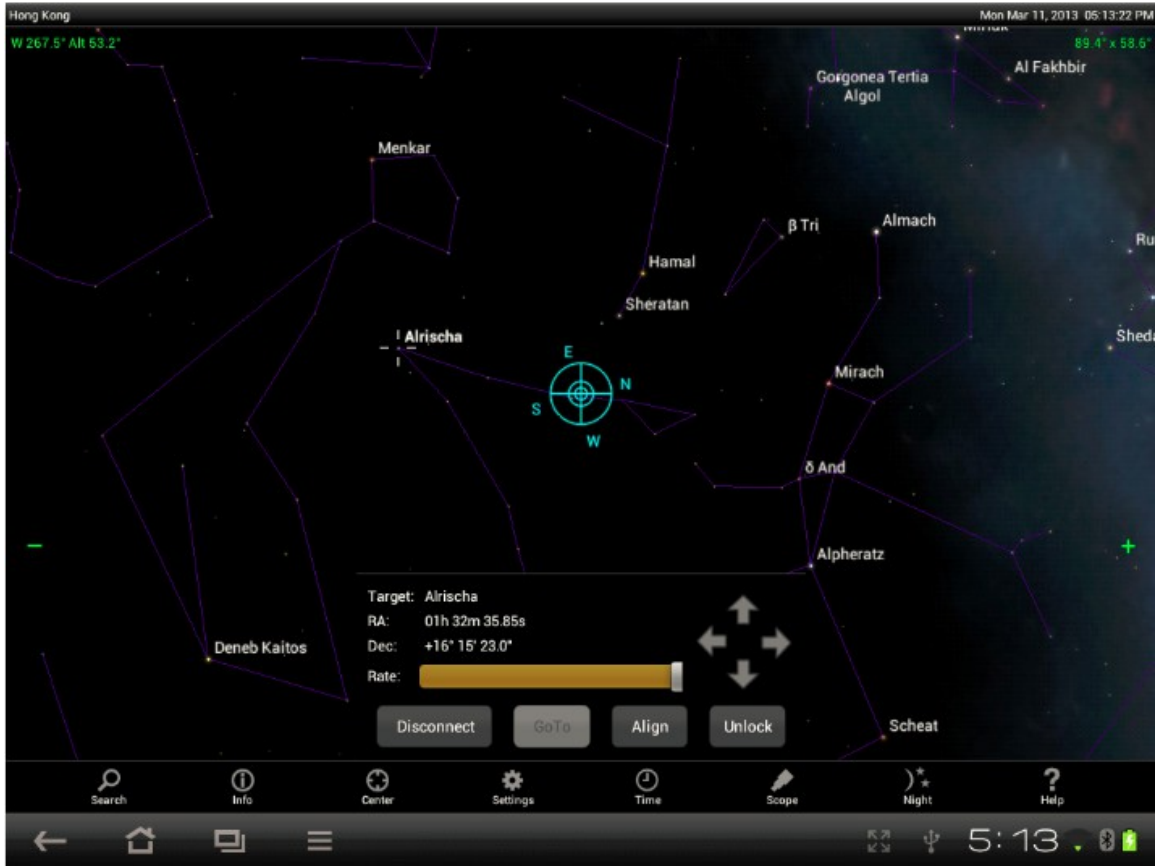 Hong Kong
Mon Mar 11, 2013 05:13:22 PM
W 267.5° Alt 53.2°
89.4° x 58.6°
Al Fakhbir
Gorgonea Tertia
Algol
Menkar
β Tri
Almach
Ru
Hamal
Sheratan
Alrischa
Sheda
E
N
S
W
Mirach
δ And
Alpheratz
Deneb Kaitos
Scheat
−
+
Target: Alrischa
RA: 01h 32m 35.85s
Dec: +16° 15' 23.0"
Rate:
Disconnect GoTo Align Unlock
Search Info Center Settings Time Scope Night Help
5:13